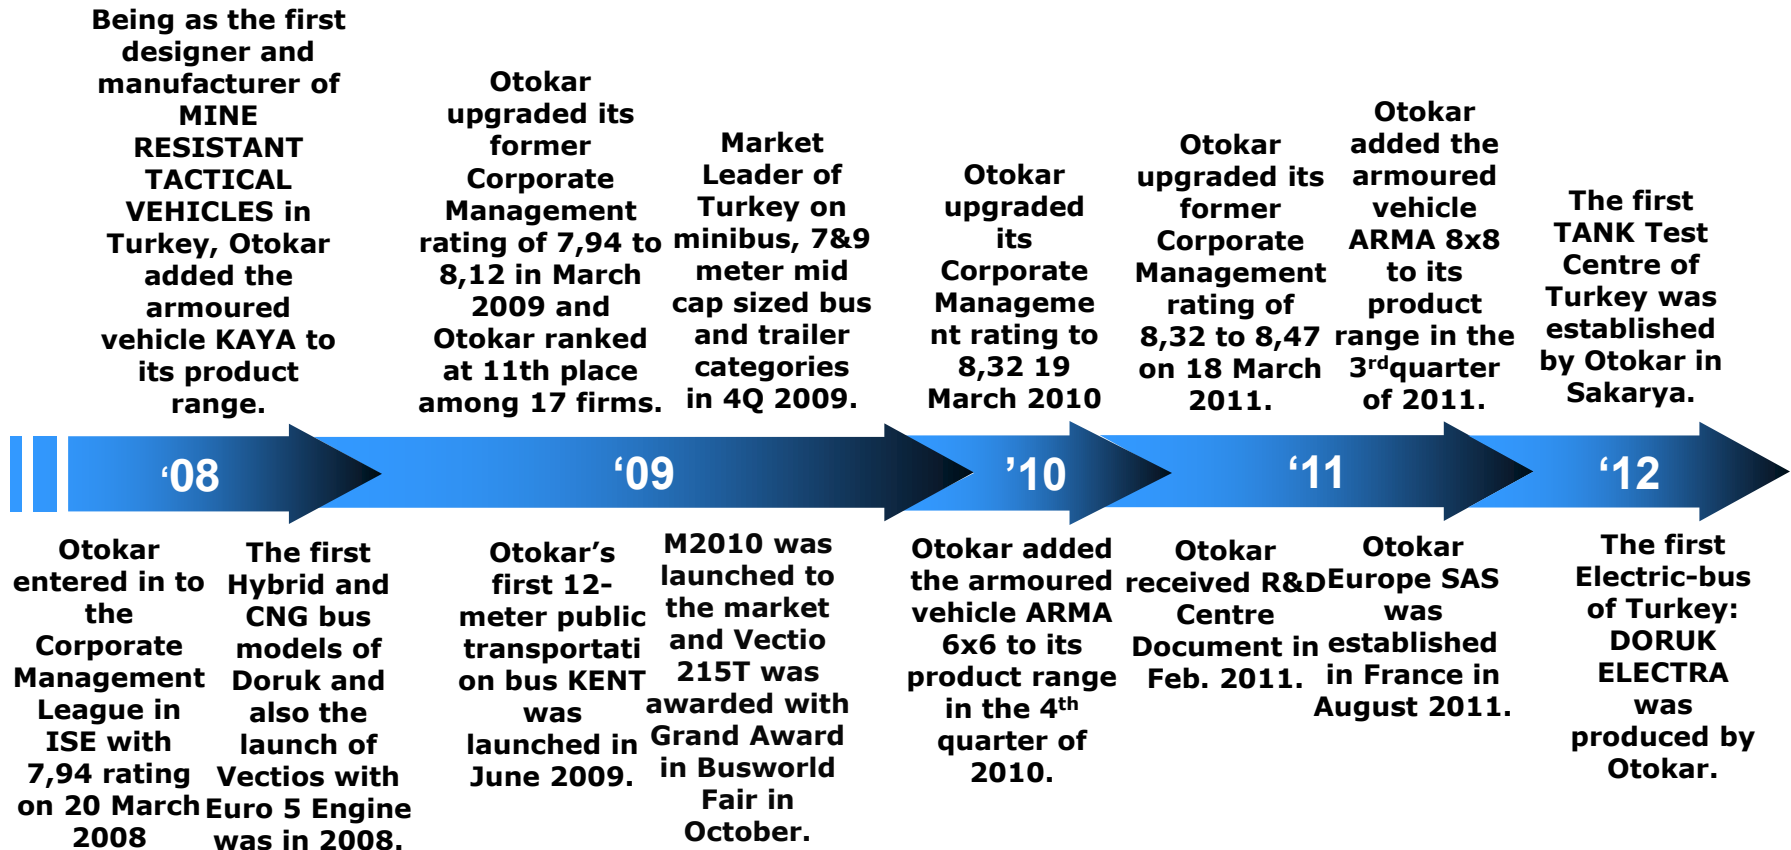 Being as the first
designer and
manufacturer of
MINE
RESISTANT
TACTICAL
VEHICLES in
Turkey, Otokar
added the
armoured
vehicle KAYA to
its product
range.
Otokar
upgraded its
former
Corporate
Management
rating of 7,94 to
8,12 in March
2009 and
Otokar ranked
at 11th place
among 17 firms.
Market
Leader of
Turkey on
minibus, 7&9
meter mid
cap sized bus
and trailer
categories
in 4Q 2009.
Otokar
upgraded
its
Corporate
Manageme
nt rating to
8,32 19
March 2010
Otokar
upgraded its
former
Corporate
Management
rating of
8,32 to 8,47
on 18 March
2011.
Otokar
added the
armoured
vehicle
ARMA 8x8
to its
product
range in the
3rdquarter
of 2011.
The first
TANK Test
Centre of
Turkey was
established
by Otokar in
Sakarya.
‘08
‘09
’10
‘11
‘12
Otokar
entered in to
the
Corporate
Management
League in
ISE with
7,94 rating
on 20 March
2008
The first
Hybrid and
CNG bus
models of
Doruk and
also the
launch of
Vectios with
Euro 5 Engine
was in 2008.
Otokar’s
first 12-
meter public
transportati
on bus KENT
was
launched in
June 2009.
M2010 was
launched to
the market
and Vectio
215T was
awarded with
Grand Award
in Busworld
Fair in
October.
Otokar added
the armoured
vehicle ARMA
6x6 to its
product range
in the 4th
quarter of
2010.
Otokar
received R&D
Centre
Document in
Feb. 2011.
Otokar
Europe SAS
was
established
in France in
August 2011.
The first
Electric-bus
of Turkey:
DORUK
ELECTRA
was
produced by
Otokar.